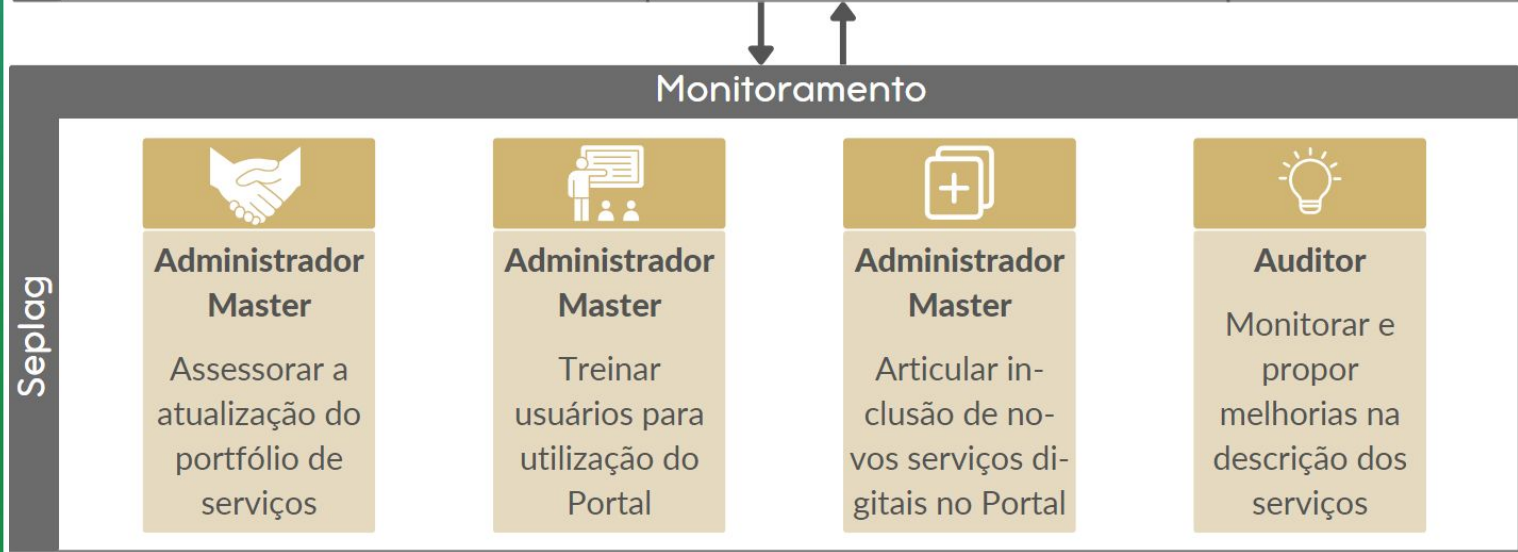 Monitoramento
Seplag
Administrador
Master
Assessorar a
atualização do
portfólio de
serviços
Administrador
Master
Treinar
usuários para
utilização do
Portal
Administrador
Master
Articular in-
clusão de no-
vos serviços di-
gitais no Portal
Auditor
Monitorar e
propor
melhorias na
descrição dos
serviços